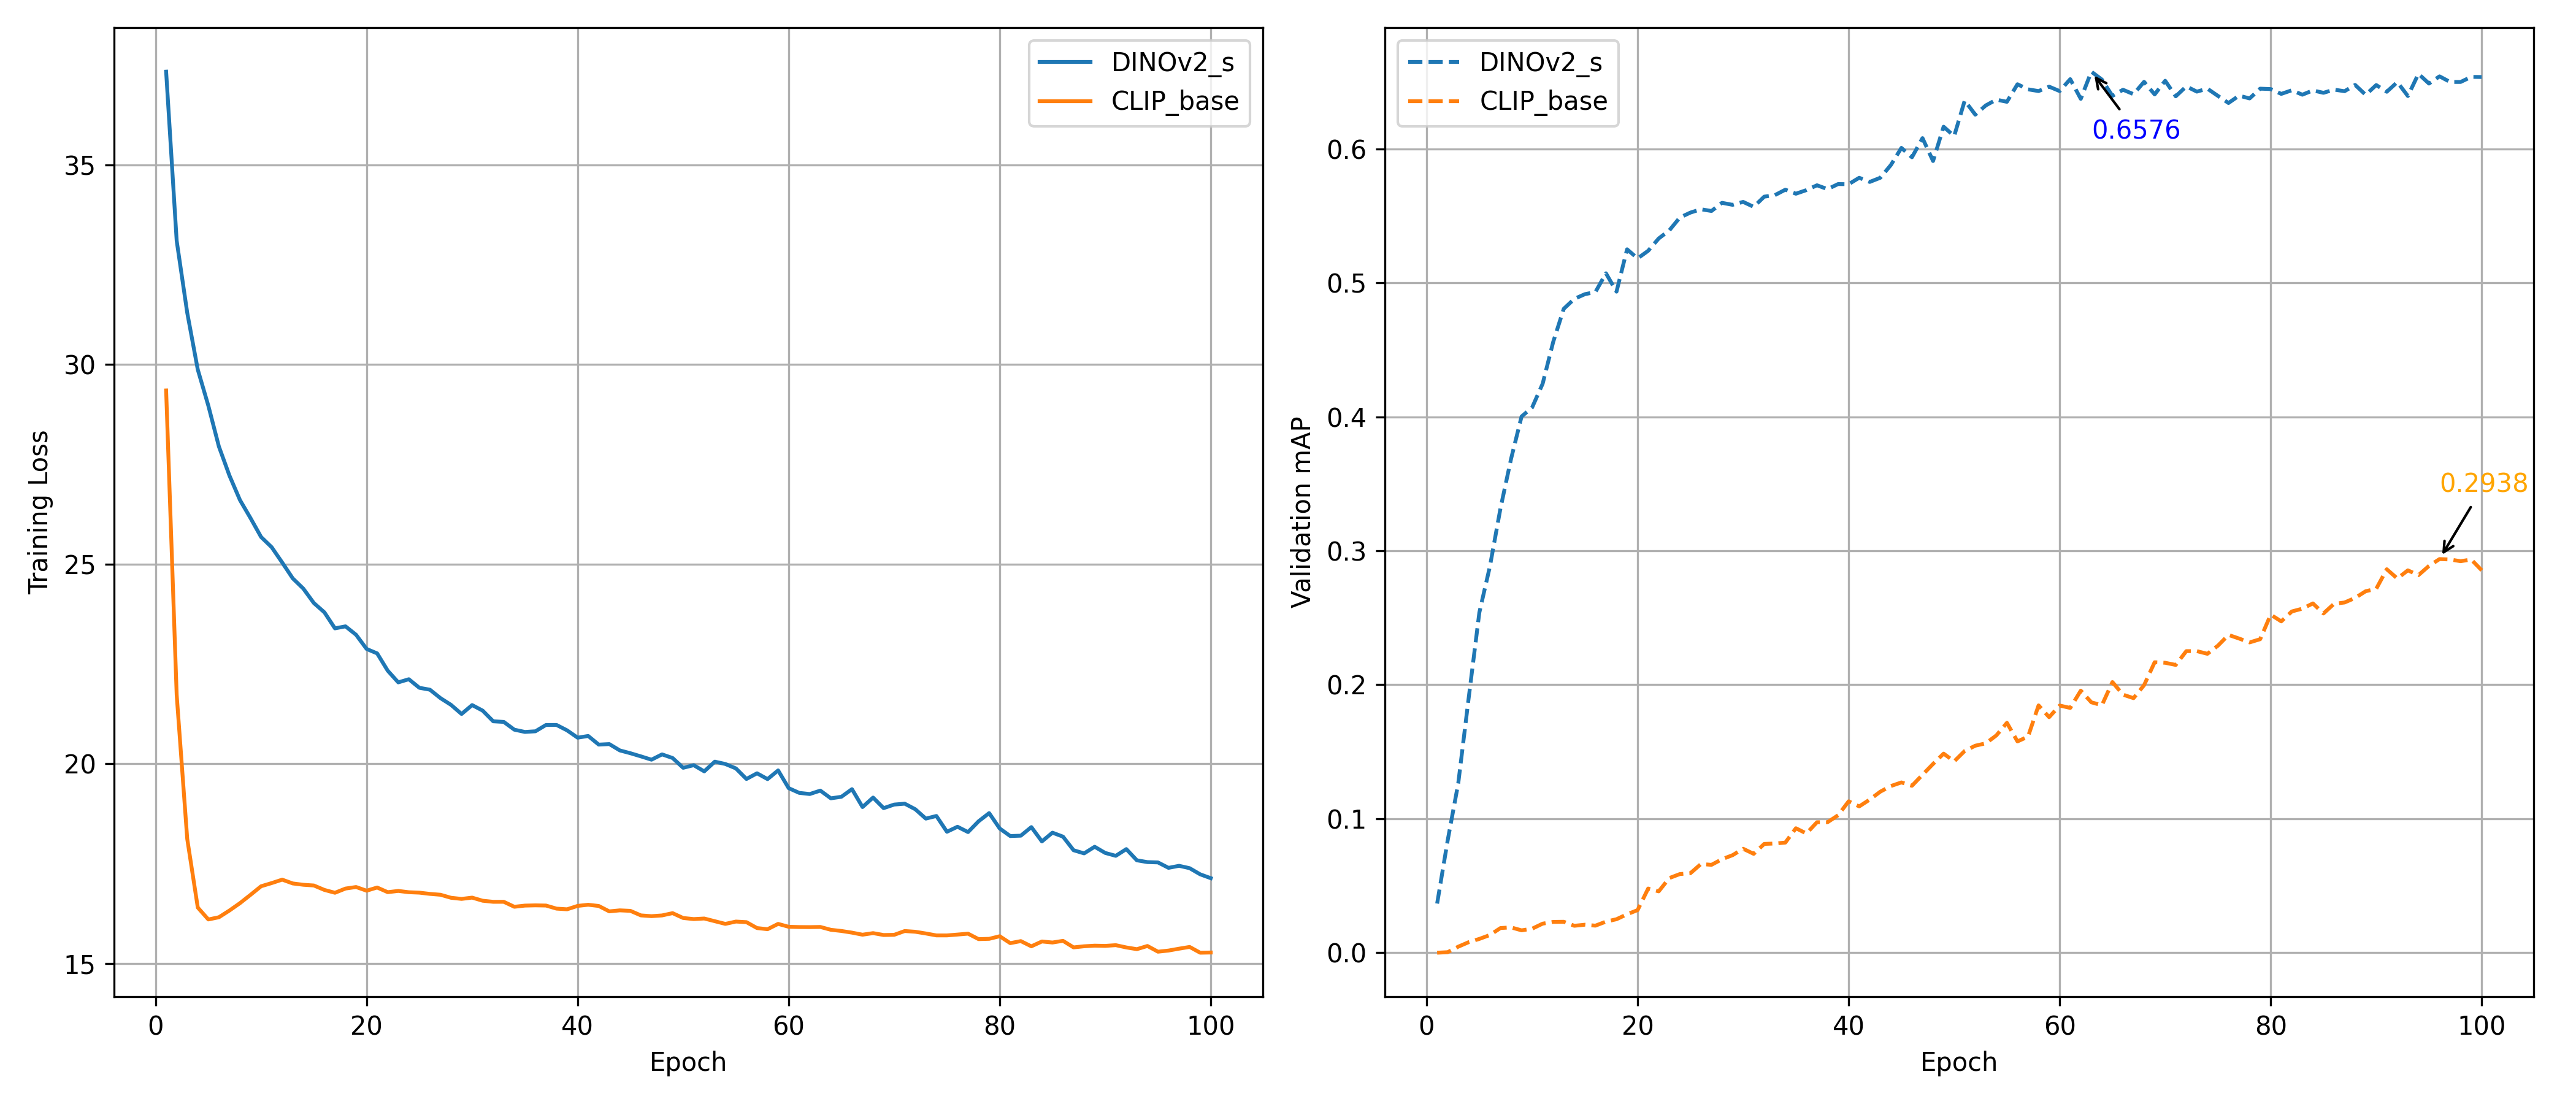 DINOv2_s
CLIP_base
35
30
25
20
15
Training Loss
0 20 40 60 80 100
Epoch
DINOv2_s
CLIP_base
0.6576
0.2938
0.6
0.5
0.4
0.3
0.2
0.1
0.0
Validation mAP
0 20 40 60 80 100
Epoch